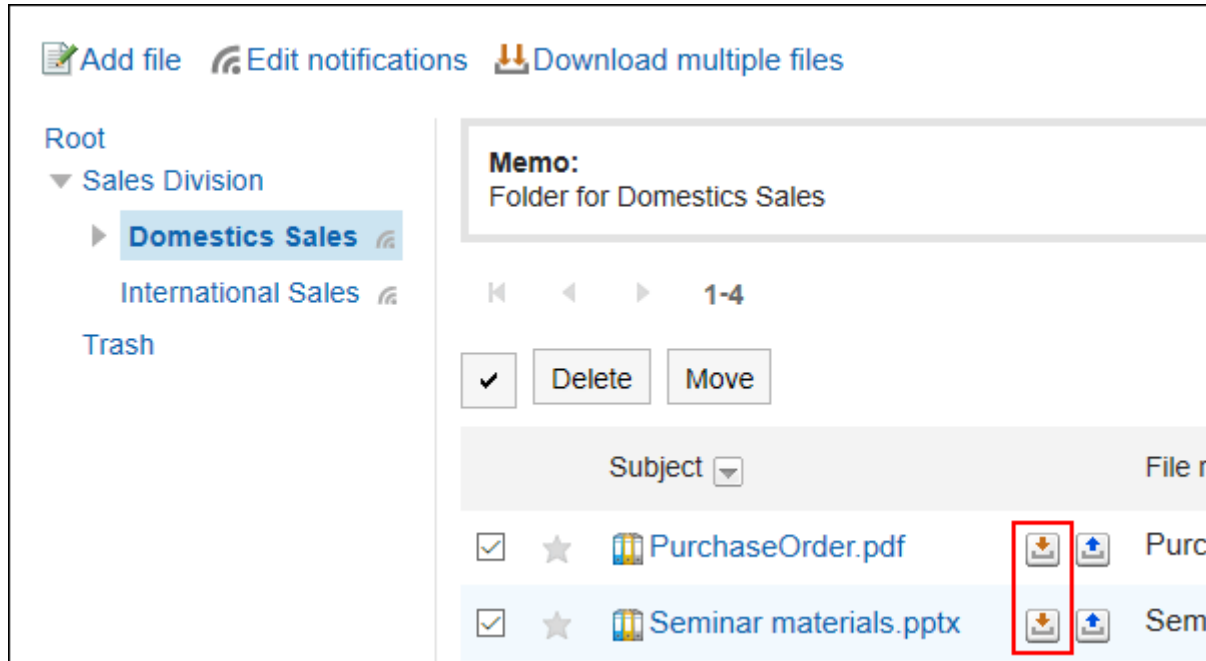 Add file Edit notifications Download multiple files
Root
Sales Division
Domestics Sales
International Sales
Trash
Memo:
Folder for Domestics Sales
1-4
Delete Move
Subject File
PurchaseOrder.pdf
Seminar materials.pptx